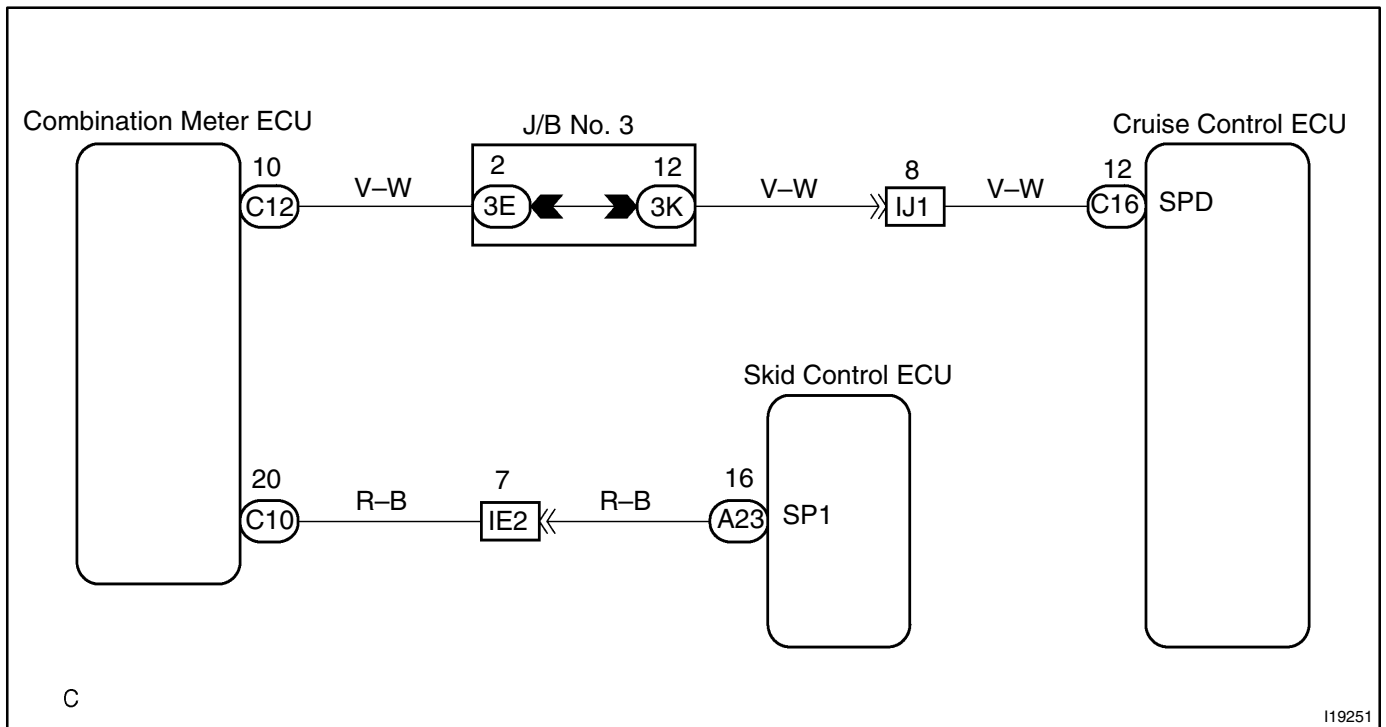 Combination Meter ECU
J/B No. 3
Cruise Control ECU
10
2
12
8
12
V–W
V–W
V–W
C12
3E
3K
IJ1
C16
SPD
Skid Control ECU
20
7
16
R–B
R–B
C10
IE2
A23
SP1
C
I19251